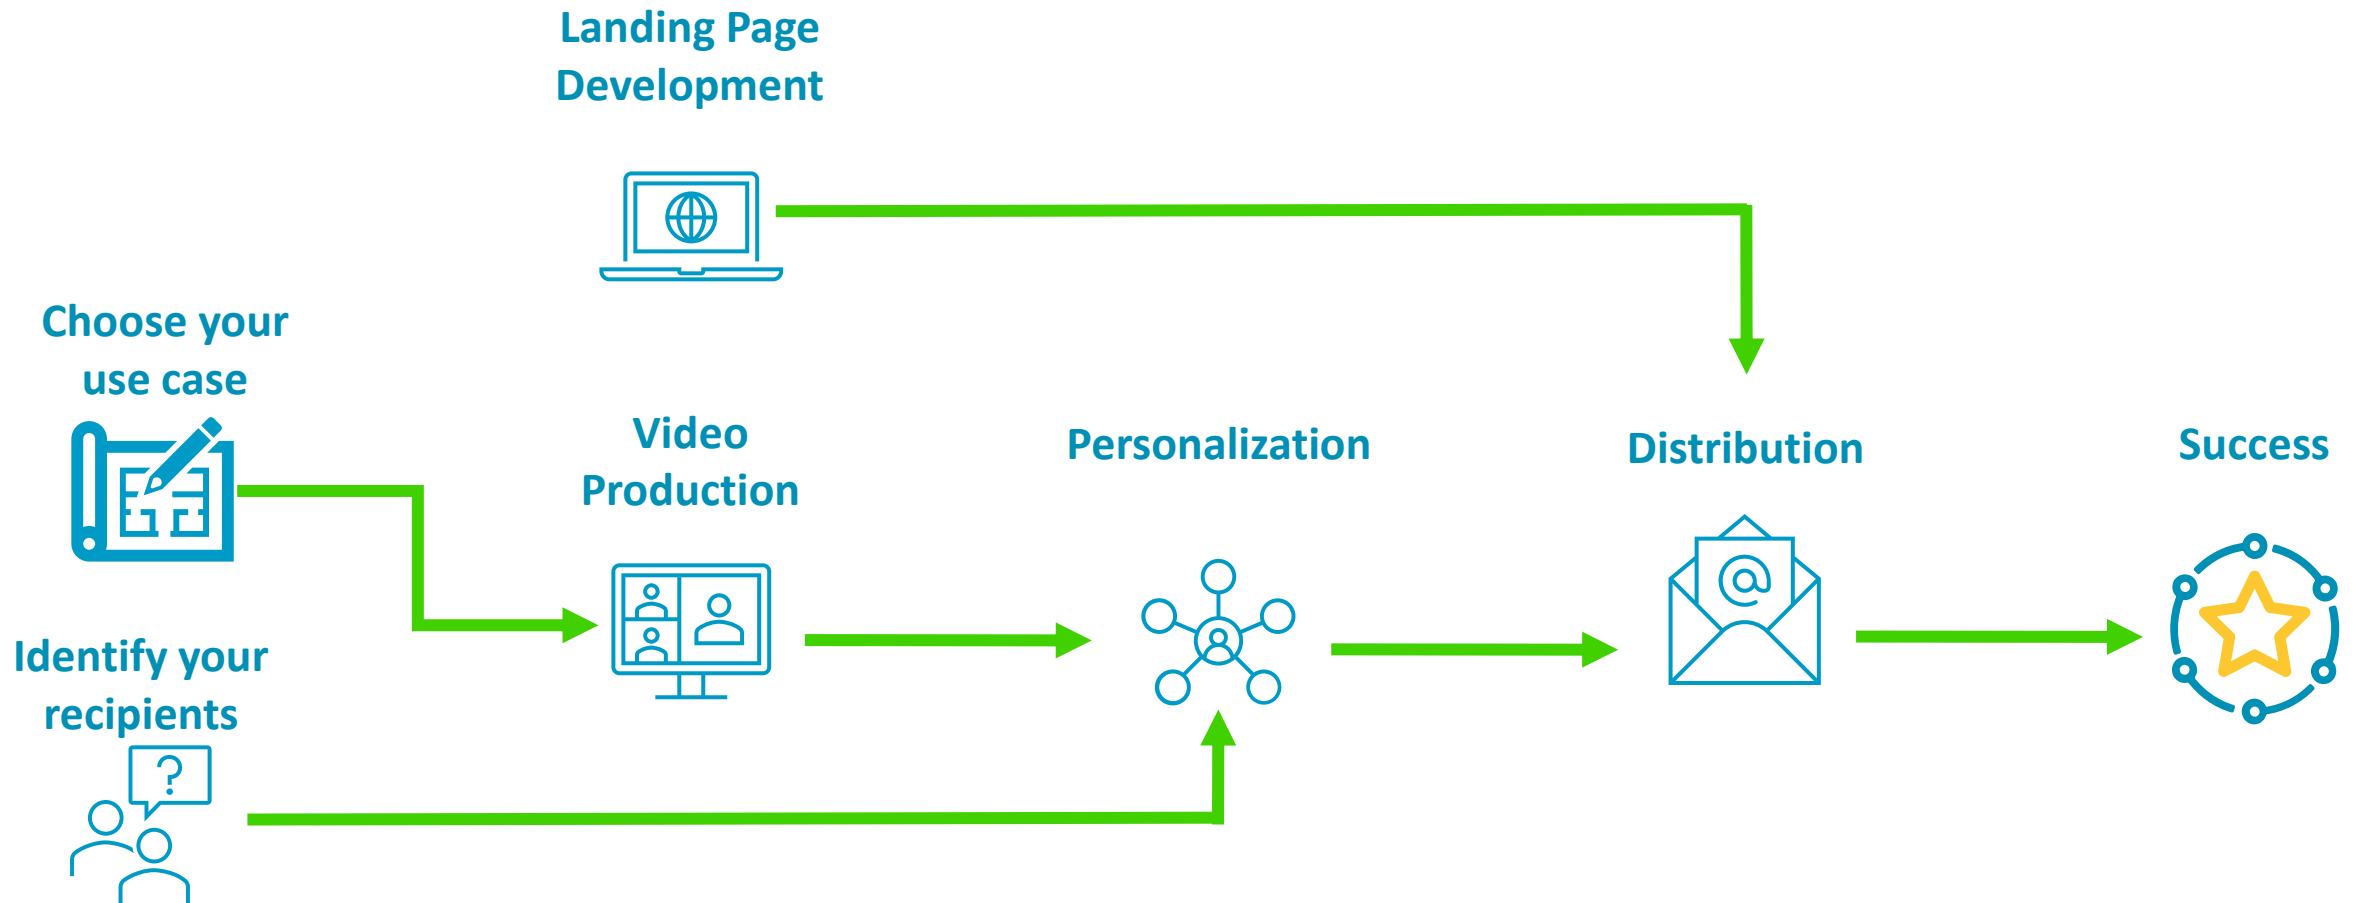 Landing Page
Development
Choose your
use case
Identify your
recipients
?
Video
Production
Personalization
Distribution
@
Success